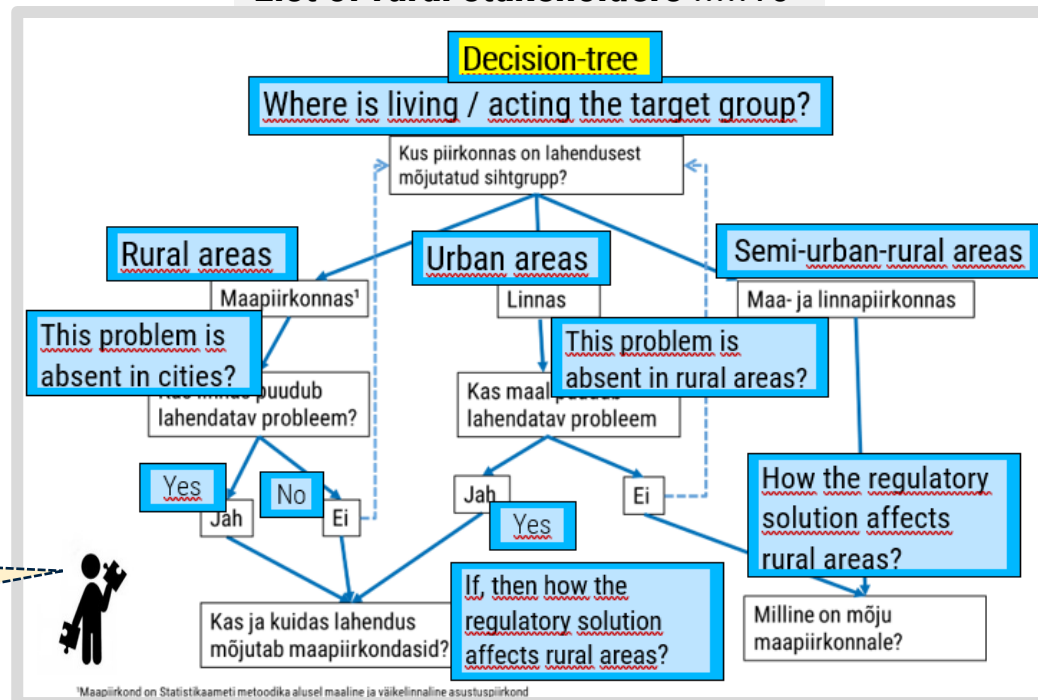 Decision-tree
Where is living / acting the target group?
Kus piirkonnas on lahendusest
mõjutatud sihtgrupp?
Rural areas
Urban areas
Semi-urban-rural areas
Maapiirkonnas¹
Linnas
Maa- ja linnapiirkonnas
This problem is
absent in cities?
This problem is
absent in rural areas?
puudub
lahendatav probleem?
Kas maal
lahendatav probleem
Yes
No
Jah
Ei
Jah
Yes
Ei
How the regulatory
solution affects
rural areas?
Kas ja kuidas lahendus
mõjutab maapiirkondasid?
If, then how the
regulatory solution
affects rural areas?
Milline on mõju
maapiirkonnale?
¹Maapiirkond on Statistikaameti metoodika alusel maaline ja väikelinnaline asustuspiirkond